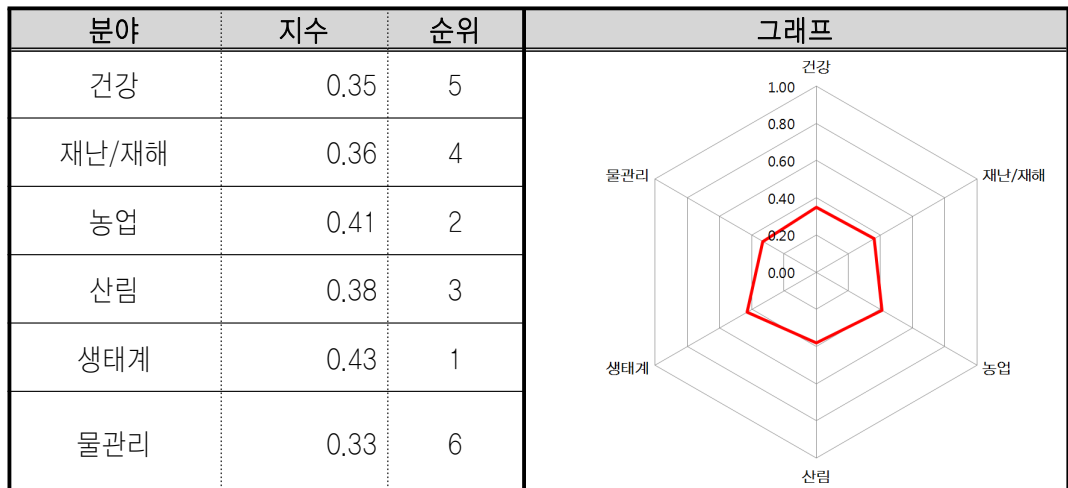 분야 지수 순위 그래프
건강 0.35 5
재난/재해 0.36 4
농업 0.41 2
산림 0.38 3
생태계 0.43 1
물관리 0.33 6
건강
1.00
0.80
0.60
물관리 재난/재해
0.40
0.20
0.00
생태계 농업
산림